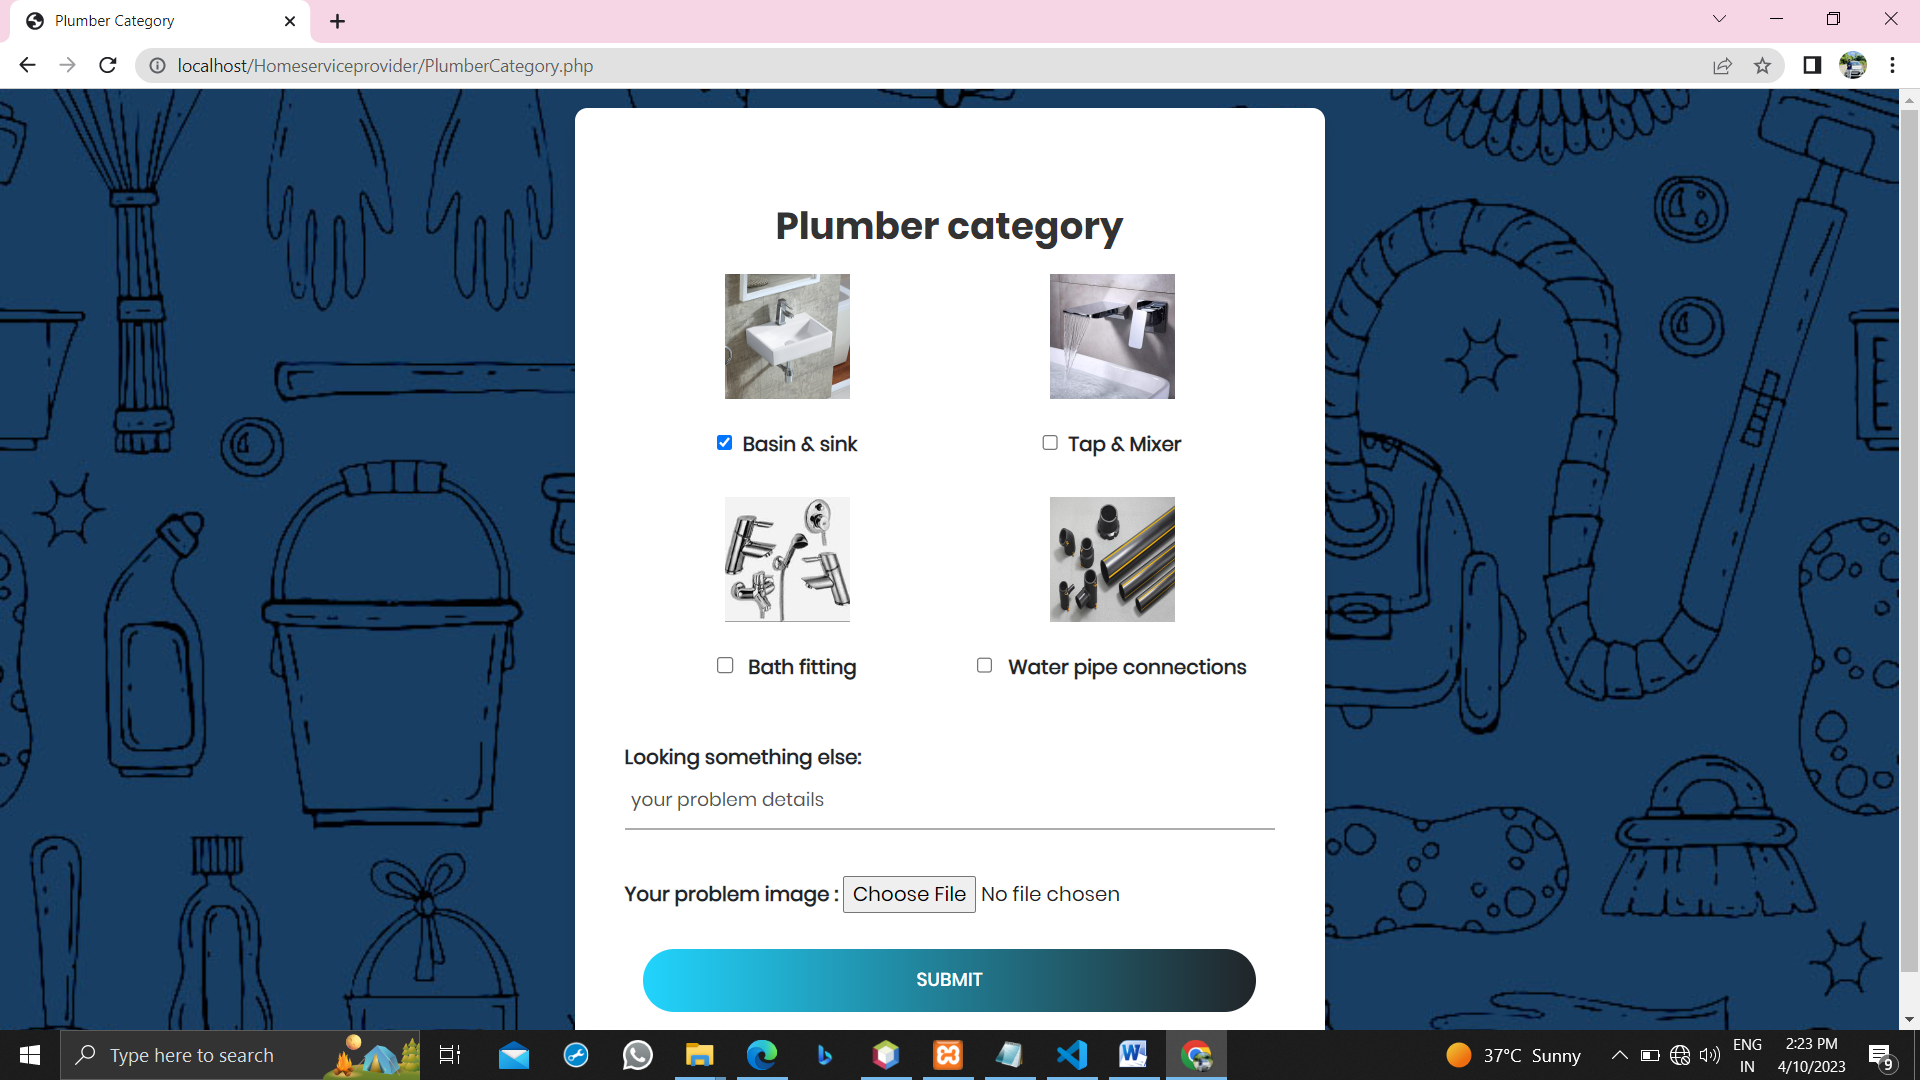 Plumber Category
localhost/Homeserviceprovider/PlumberCategory.php
Plumber category
Basin & sink
Tap & Mixer
Bath fitting
Water pipe connections
Looking something else:
your problem details
Your problem image : Choose File No file chosen
SUBMIT
Type here to search
37°C Sunny
ENG
IN
2:23 PM
4/10/2023
9